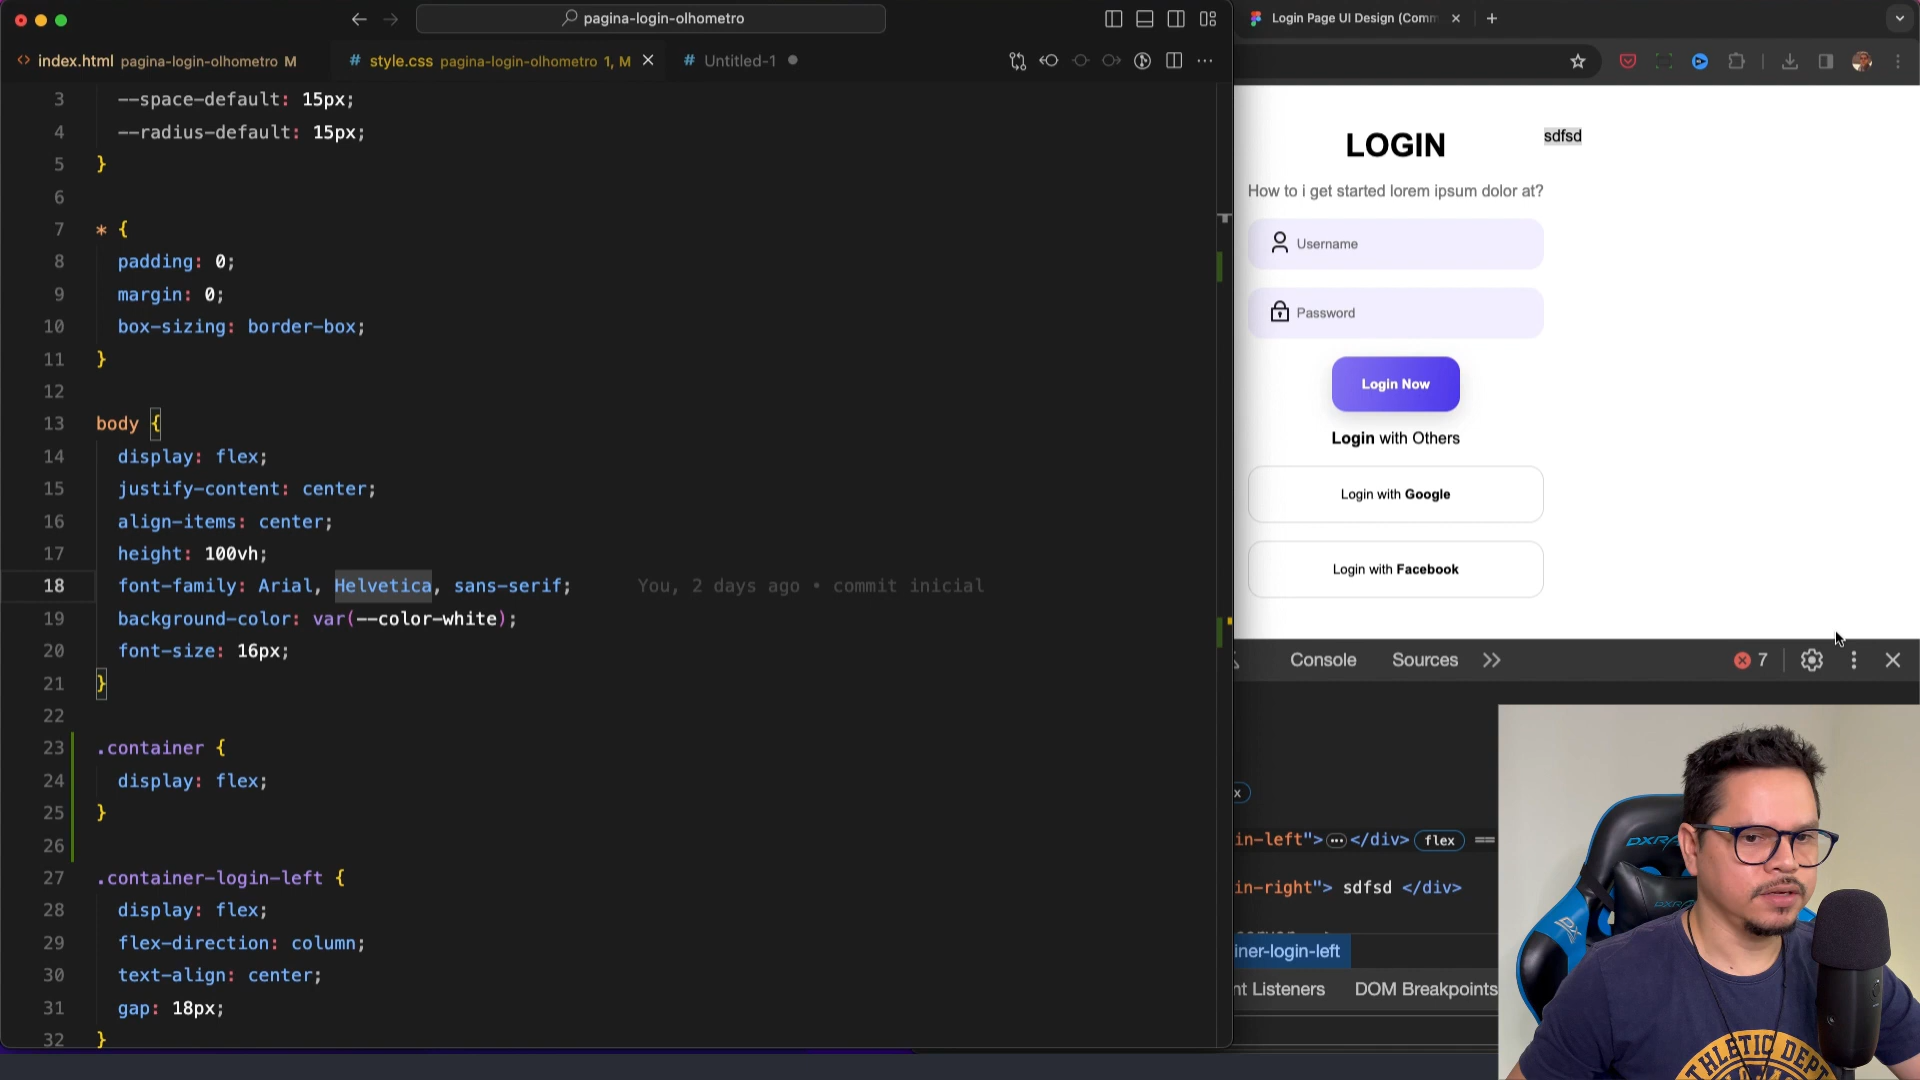 pagina-login-olhometro
Login Page UI Design (Comm
index.html pagina-login-olhometro M
# style.css pagina-login-olhometro 1, M
# Untitled-1
3 --space-default: 15px;
4 --radius-default: 15px;
5 }
6
7 * {
8 padding: 0;
9 margin: 0;
10 box-sizing: border-box;
11 }
12
13 body {
14 display: flex;
15 justify-content: center;
16 align-items: center;
17 height: 100vh;
18 font-family: Arial, Helvetica, sans-serif; You, 2 days ago • commit inicial
19 background-color: var(--color-white);
20 font-size: 16px;
21 }
22
23 .container {
24 display: flex;
25 }
26
27 .container-login-left {
28 display: flex;
29 flex-direction: column;
30 text-align: center;
31 gap: 18px;
32 }
LOGIN
sdfsd
How to i get started lorem ipsum dolor at?
Username
Password
Login Now
Login with Others
Login with Google
Login with Facebook
Console Sources 7
in-left">…</div> flex ==
in-right"> sdfsd </div>
iner-login-left
nt Listeners DOM Breakpoints
THLETIC DEPT